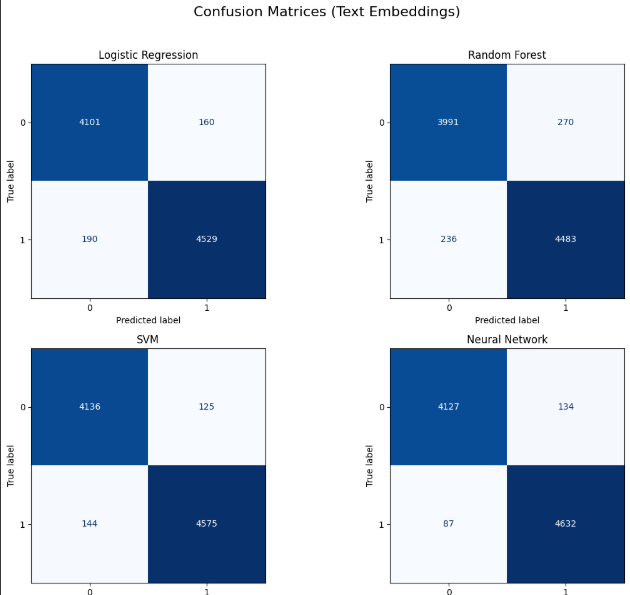 Confusion Matrices (Text Embeddings)
Logistic Regression
0
4101
160
1
190
4529
True label
0
1
Predicted label
Random Forest
0
3991
270
1
236
4483
True label
0
1
Predicted label
SVM
0
4136
125
1
144
4575
True label
0
1
Neural Network
0
4127
134
1
87
4632
True label
0
1